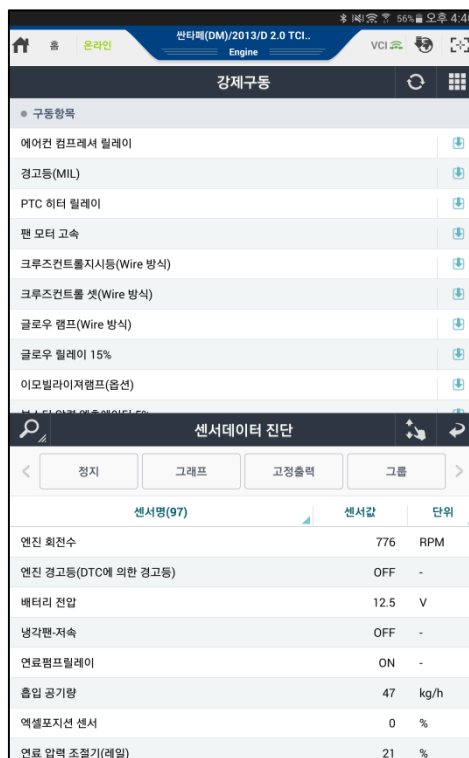 56% 오후 4:4
홈 온라인 싼타페(DM)/2013/D 2.0 TCI.. VCI
Engine
강제구동
구동항목
에어컨 컴프레셔 릴레이
경고등(MIL)
PTC 히터 릴레이
팬 모터 고속
크루즈컨트롤지시등(Wire 방식)
크루즈컨트롤 셋(Wire 방식)
글로우 램프(Wire 방식)
글로우 릴레이 15%
이모빌라이져램프(옵션)
센서데이터 진단
정지 그래프 고정출력 그룹
센서명(97) 센서값 단위
엔진 회전수 776 RPM
엔진 경고등(DTC에 의한 경고등) OFF -
배터리 전압 12.5 V
냉각팬-저속 OFF -
연료펌프릴레이 ON -
흡입 공기량 47 kg/h
엑셀포지션 센서 0 %
연료 압력 조절기(레일) 21 %